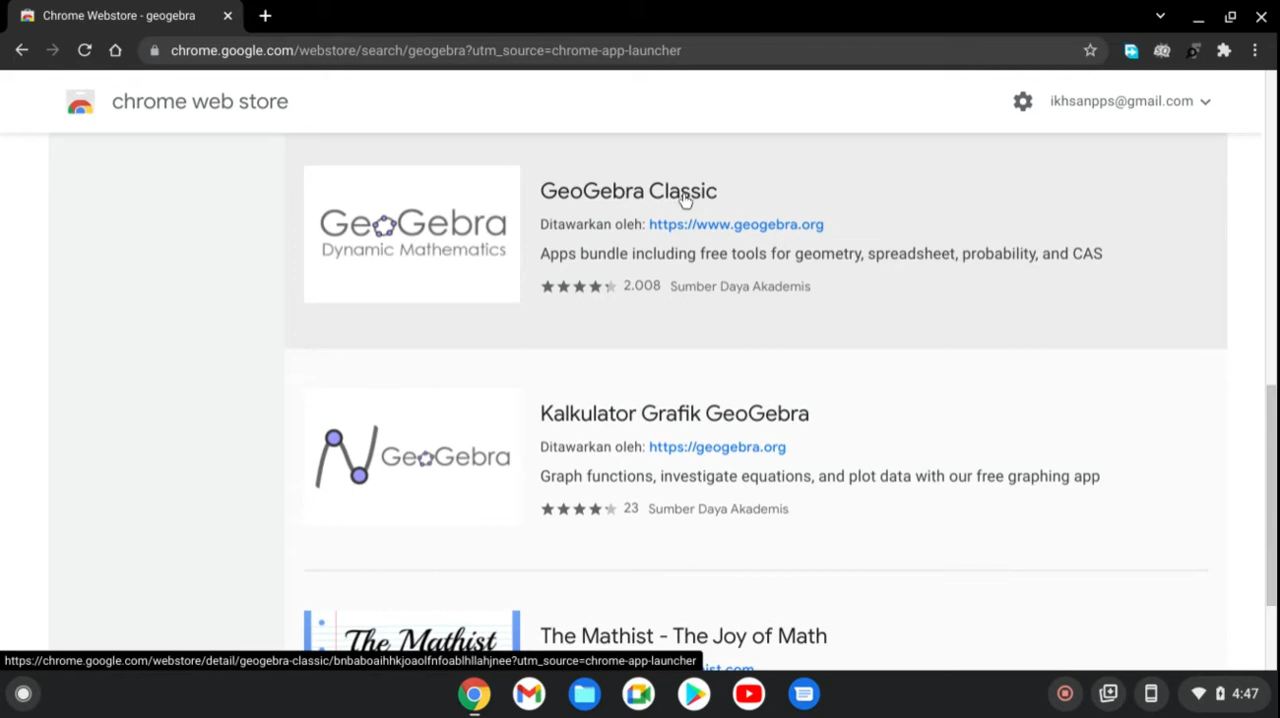 Chrome Webstore - geogebra
chrome.google.com/webstore/search/geogebra?utm_source=chrome-app-launcher
chrome web store
ikhsanpps@gmail.com
GeoGebra
Dynamic Mathematics
GeoGebra Classic
Ditawarkan oleh: https://www.geogebra.org
Apps bundle including free tools for geometry, spreadsheet, probability, and CAS
2.008 Sumber Daya Akademis
GeoGebra
Kalkulator Grafik GeoGebra
Ditawarkan oleh: https://geogebra.org
Graph functions, investigate equations, and plot data with our free graphing app
23 Sumber Daya Akademis
The Mathist
The Mathist - The Joy of Math
https://chrome.google.com/webstore/detail/geogebra-classic/bnbaboaihhkjoaolfnfoablhllahjnee?utm_source=chrome-app-launcher
4:47